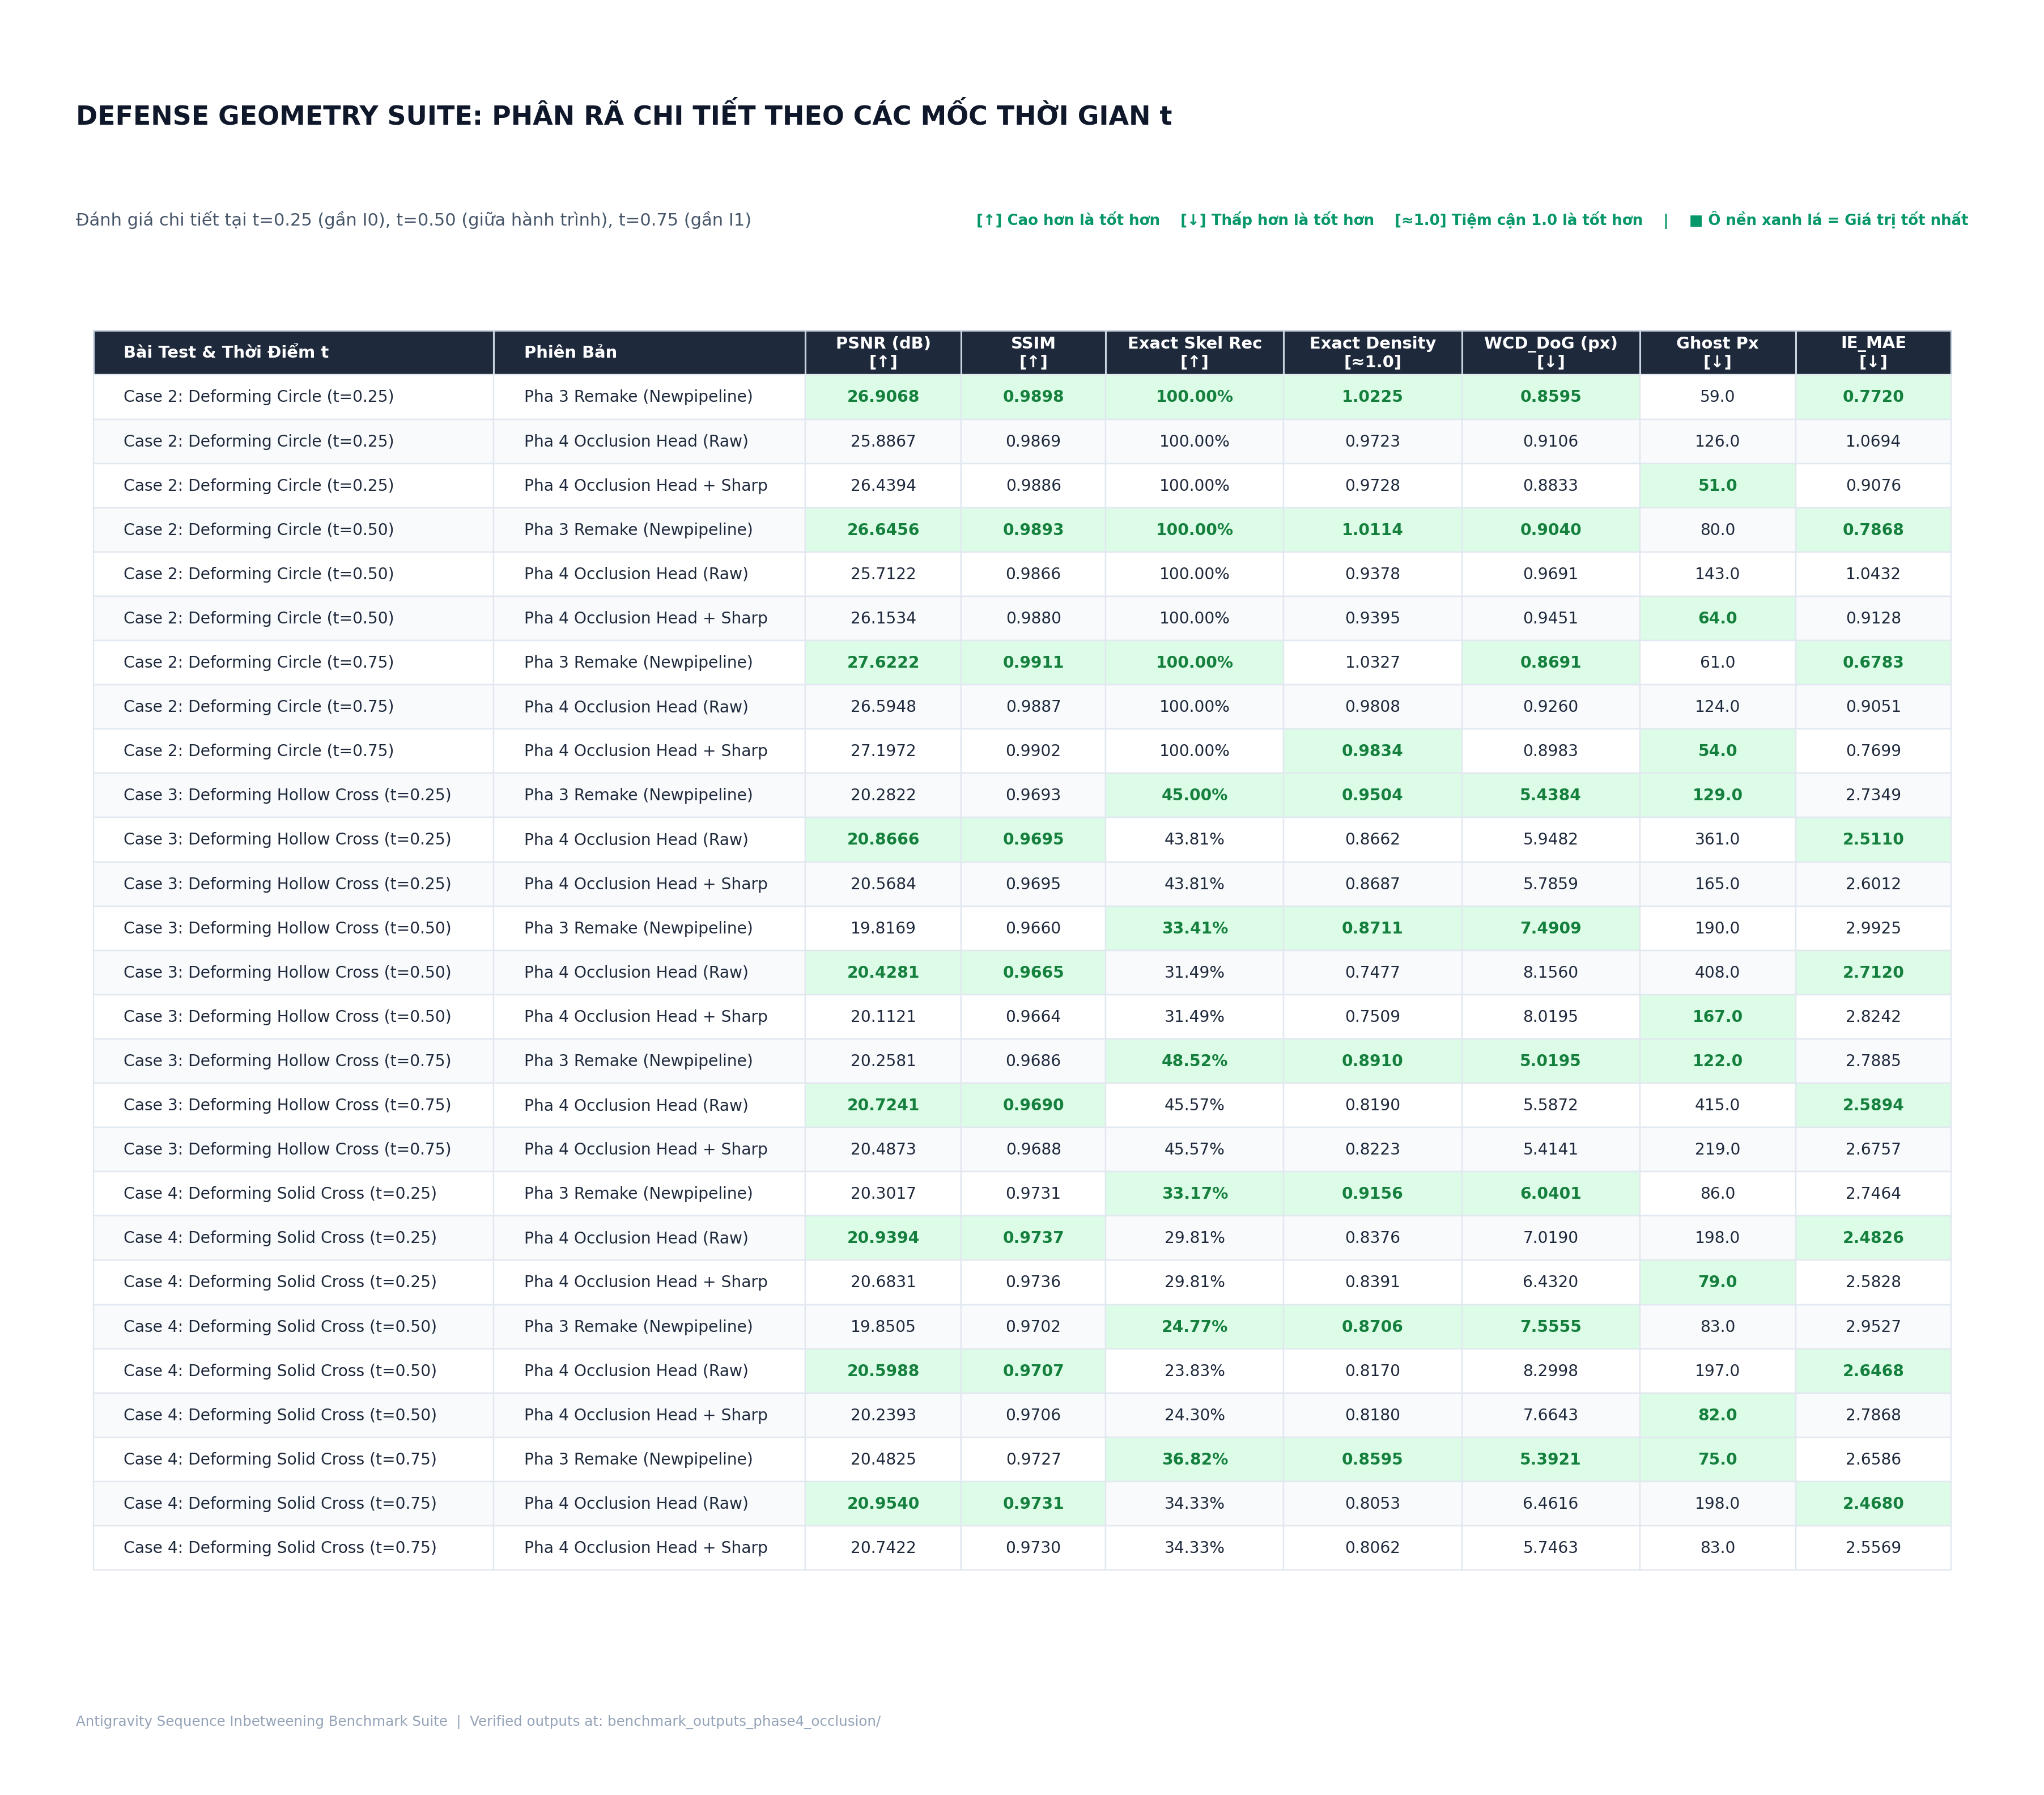 DEFENSE GEOMETRY SUITE: PHÂN RÃ CHI TIẾT THEO CÁC MỐC THỜI GIAN t
Đánh giá chi tiết tại t=0.25 (gần I0), t=0.50 (giữa hành trình), t=0.75 (gần I1)
[↑] Cao hơn là tốt hơn [↓] Thấp hơn là tốt hơn [≈1.0] Tiệm cận 1.0 là tốt hơn | ■ Ô nền xanh lá = Giá trị tốt nhất
Bài Test & Thời Điểm t Phiên Bản PSNR (dB) [↑] SSIM [↑] Exact Skel Rec [↑] Exact Density [≈1.0] WCD_DoG (px) [↓] Ghost Px [↓] IE_MAE [↓]
Case 2: Deforming Circle (t=0.25) Pha 3 Remake (Newpipeline) 26.9068 0.9898 100.00% 1.0225 0.8595 59.0 0.7720
Case 2: Deforming Circle (t=0.25) Pha 4 Occlusion Head (Raw) 25.8867 0.9869 100.00% 0.9723 0.9106 126.0 1.0694
Case 2: Deforming Circle (t=0.25) Pha 4 Occlusion Head + Sharp 26.4394 0.9886 100.00% 0.9728 0.8833 51.0 0.9076
Case 2: Deforming Circle (t=0.50) Pha 3 Remake (Newpipeline) 26.6456 0.9893 100.00% 1.0114 0.9040 80.0 0.7868
Case 2: Deforming Circle (t=0.50) Pha 4 Occlusion Head (Raw) 25.7122 0.9866 100.00% 0.9378 0.9691 143.0 1.0432
Case 2: Deforming Circle (t=0.50) Pha 4 Occlusion Head + Sharp 26.1534 0.9880 100.00% 0.9395 0.9451 64.0 0.9128
Case 2: Deforming Circle (t=0.75) Pha 3 Remake (Newpipeline) 27.6222 0.9911 100.00% 1.0327 0.8691 61.0 0.6783
Case 2: Deforming Circle (t=0.75) Pha 4 Occlusion Head (Raw) 26.5948 0.9887 100.00% 0.9808 0.9260 124.0 0.9051
Case 2: Deforming Circle (t=0.75) Pha 4 Occlusion Head + Sharp 27.1972 0.9902 100.00% 0.9834 0.8983 54.0 0.7699
Case 3: Deforming Hollow Cross (t=0.25) Pha 3 Remake (Newpipeline) 20.2822 0.9693 45.00% 0.9504 5.4384 129.0 2.7349
Case 3: Deforming Hollow Cross (t=0.25) Pha 4 Occlusion Head (Raw) 20.8666 0.9695 43.81% 0.8662 5.9482 361.0 2.5110
Case 3: Deforming Hollow Cross (t=0.25) Pha 4 Occlusion Head + Sharp 20.5684 0.9695 43.81% 0.8687 5.7859 165.0 2.6012
Case 3: Deforming Hollow Cross (t=0.50) Pha 3 Remake (Newpipeline) 19.8169 0.9660 33.41% 0.8711 7.4909 190.0 2.9925
Case 3: Deforming Hollow Cross (t=0.50) Pha 4 Occlusion Head (Raw) 20.4281 0.9665 31.49% 0.7477 8.1560 408.0 2.7120
Case 3: Deforming Hollow Cross (t=0.50) Pha 4 Occlusion Head + Sharp 20.1121 0.9664 31.49% 0.7509 8.0195 167.0 2.8242
Case 3: Deforming Hollow Cross (t=0.75) Pha 3 Remake (Newpipeline) 20.2581 0.9686 48.52% 0.8910 5.0195 122.0 2.7885
Case 3: Deforming Hollow Cross (t=0.75) Pha 4 Occlusion Head (Raw) 20.7241 0.9690 45.57% 0.8190 5.5872 415.0 2.5894
Case 3: Deforming Hollow Cross (t=0.75) Pha 4 Occlusion Head + Sharp 20.4873 0.9688 45.57% 0.8223 5.4141 219.0 2.6757
Case 4: Deforming Solid Cross (t=0.25) Pha 3 Remake (Newpipeline) 20.3017 0.9731 33.17% 0.9156 6.0401 86.0 2.7464
Case 4: Deforming Solid Cross (t=0.25) Pha 4 Occlusion Head (Raw) 20.9394 0.9737 29.81% 0.8376 7.0190 198.0 2.4826
Case 4: Deforming Solid Cross (t=0.25) Pha 4 Occlusion Head + Sharp 20.6831 0.9736 29.81% 0.8391 6.4320 79.0 2.5828
Case 4: Deforming Solid Cross (t=0.50) Pha 3 Remake (Newpipeline) 19.8505 0.9702 24.77% 0.8706 7.5555 83.0 2.9527
Case 4: Deforming Solid Cross (t=0.50) Pha 4 Occlusion Head (Raw) 20.5988 0.9707 23.83% 0.8170 8.2998 197.0 2.6468
Case 4: Deforming Solid Cross (t=0.50) Pha 4 Occlusion Head + Sharp 20.2393 0.9706 24.30% 0.8180 7.6643 82.0 2.7868
Case 4: Deforming Solid Cross (t=0.75) Pha 3 Remake (Newpipeline) 20.4825 0.9727 36.82% 0.8595 5.3921 75.0 2.6586
Case 4: Deforming Solid Cross (t=0.75) Pha 4 Occlusion Head (Raw) 20.9540 0.9731 34.33% 0.8053 6.4616 198.0 2.4680
Case 4: Deforming Solid Cross (t=0.75) Pha 4 Occlusion Head + Sharp 20.7422 0.9730 34.33% 0.8062 5.7463 83.0 2.5569
Antigravity Sequence Inbetweening Benchmark Suite | Verified outputs at: benchmark_outputs_phase4_occlusion/